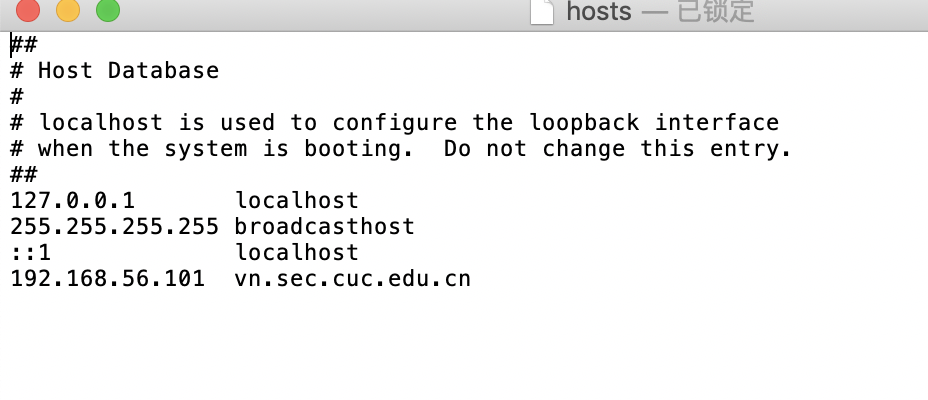 hosts — 已锁定
##
# Host Database
#
# localhost is used to configure the loopback interface
# when the system is booting.  Do not change this entry.
##
127.0.0.1       localhost
255.255.255.255 broadcasthost
::1             localhost
192.168.56.101  vn.sec.cuc.edu.cn